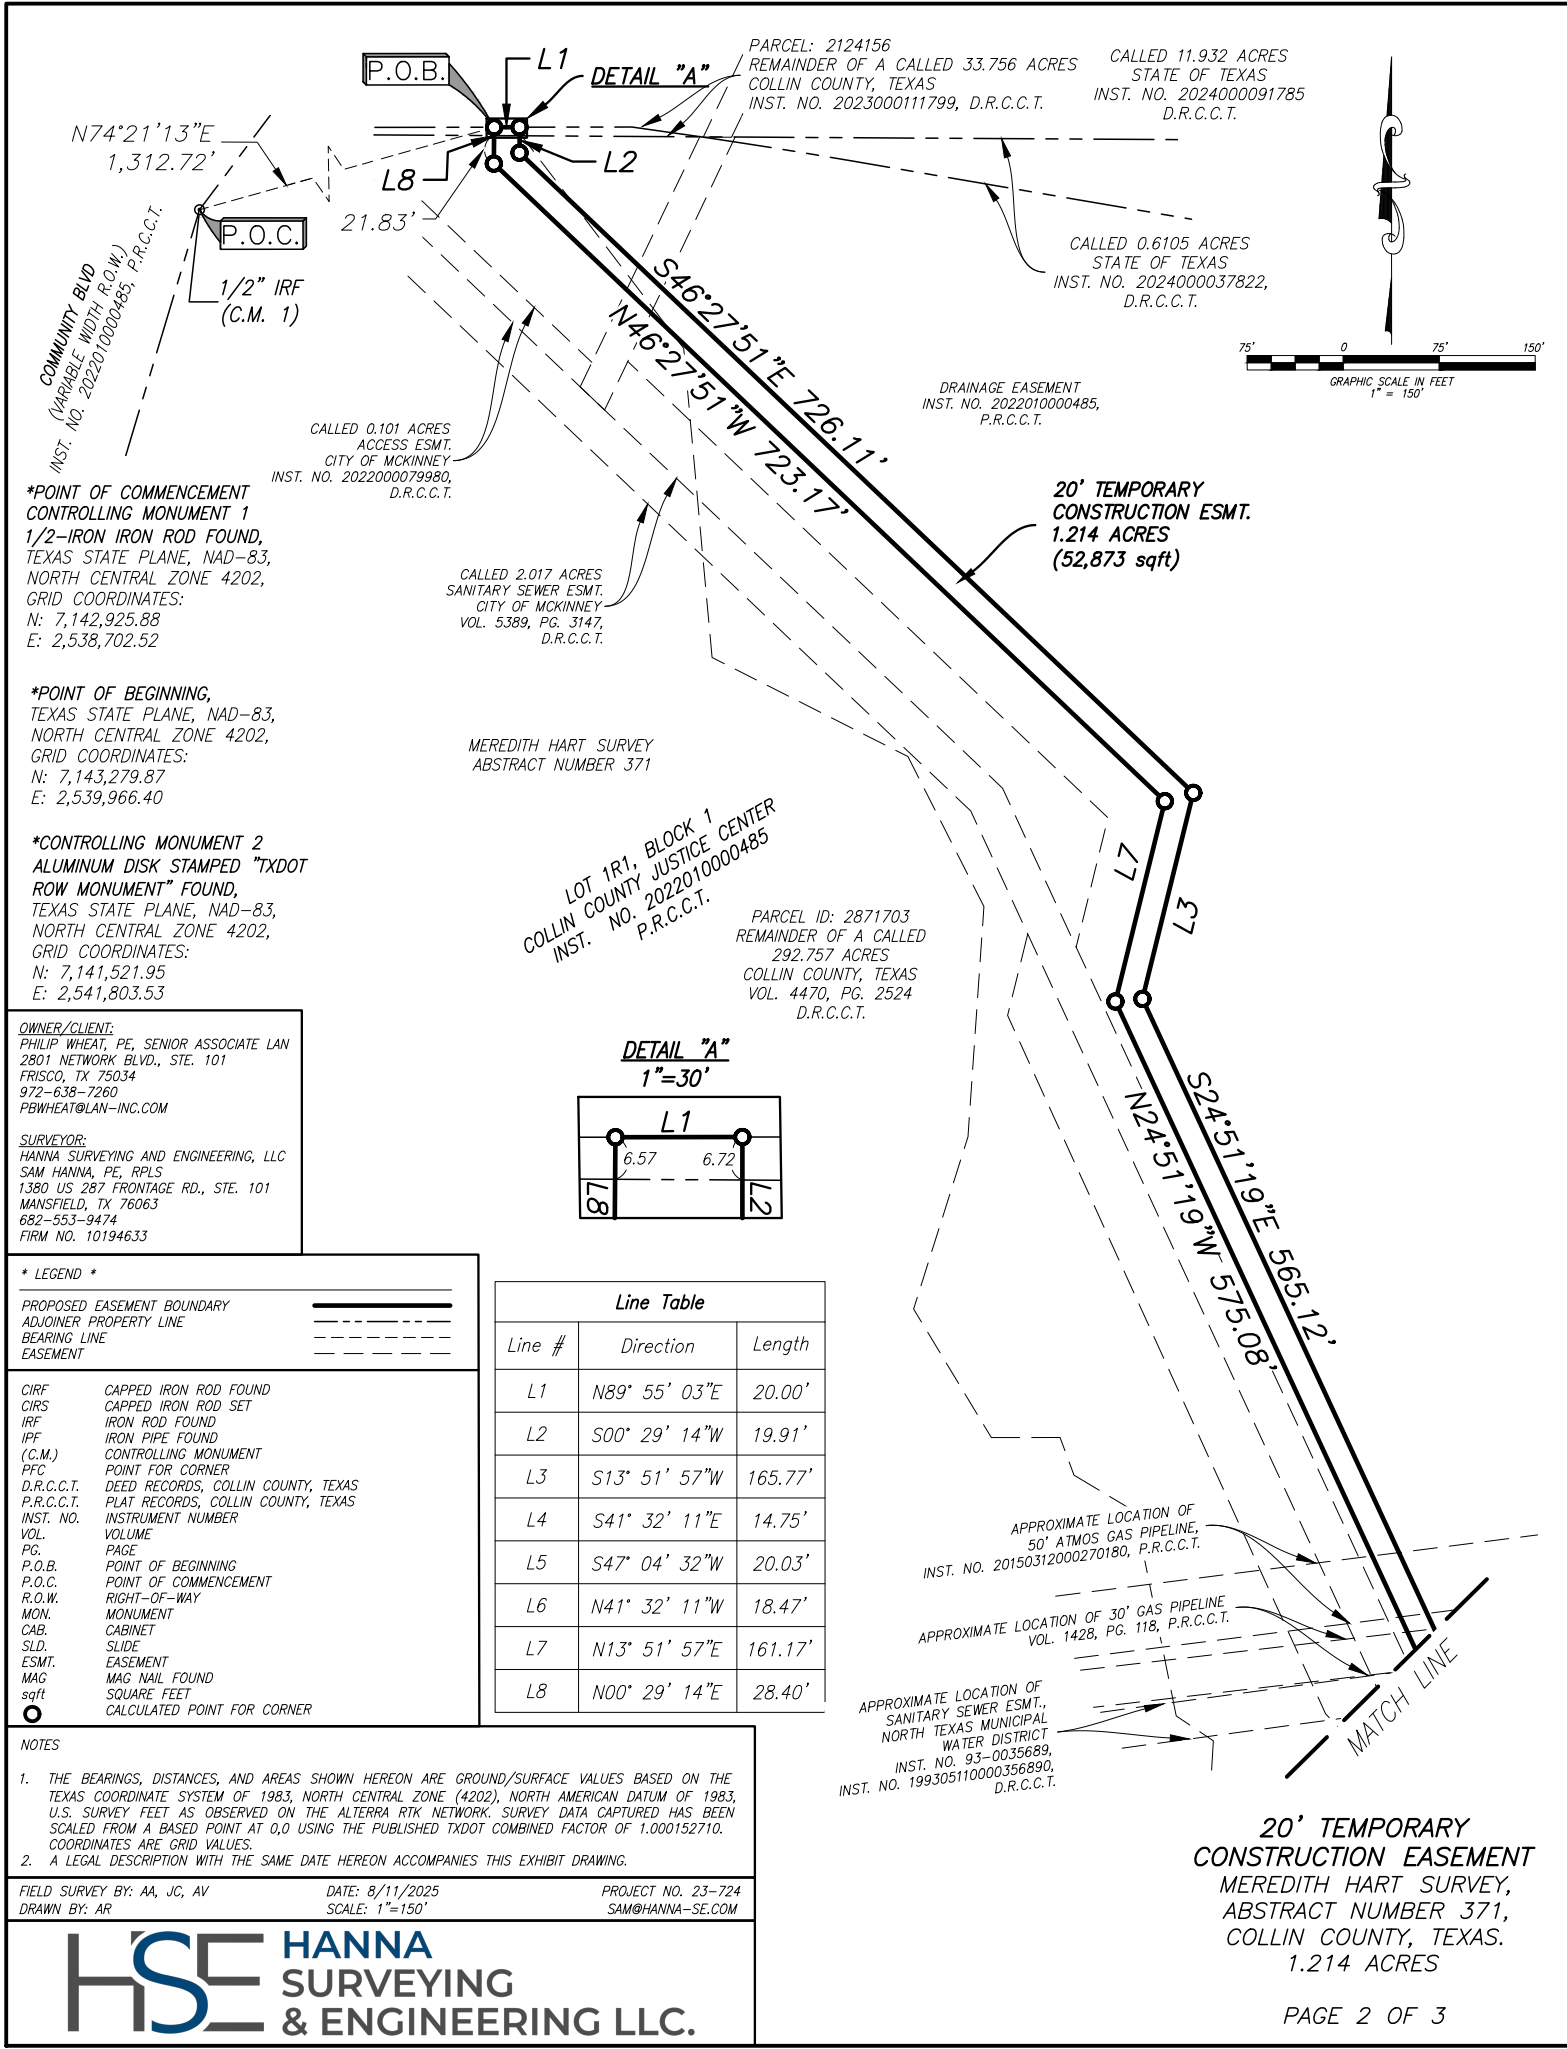 P.O.B.
L1
DETAIL "A"
PARCEL: 2124156
REMAINDER OF A CALLED 33.756 ACRES
COLLIN COUNTY, TEXAS
INST. NO. 2023000111799, D.R.C.C.T.
CALLED 11.932 ACRES
STATE OF TEXAS
INST. NO. 2024000091785
D.R.C.C.T.
N74°21'13"E
1,312.72'
L8
L2
21.83'
P.O.C.
1/2" IRF
(C.M. 1)
COMMUNITY BLVD
(VARIABLE WIDTH R.O.W.)
INST. NO. 2022010000485, P.R.C.C.T.
CALLED 0.6105 ACRES
STATE OF TEXAS
INST. NO. 2024000037822,
D.R.C.C.T.
S46°27'51"E 726.11'
N46°27'51"W 723.17'
75' 0 75' 150'
GRAPHIC SCALE IN FEET
1" = 150'
DRAINAGE EASEMENT
INST. NO. 2022010000485,
P.R.C.C.T.
CALLED 0.101 ACRES
ACCESS ESMT.
CITY OF MCKINNEY
INST. NO. 2022000079980,
D.R.C.C.T.
20' TEMPORARY
CONSTRUCTION ESMT.
1.214 ACRES
(52,873 sqft)
*POINT OF COMMENCEMENT
CONTROLLING MONUMENT 1
1/2-IRON IRON ROD FOUND,
TEXAS STATE PLANE, NAD-83,
NORTH CENTRAL ZONE 4202,
GRID COORDINATES:
N: 7,142,925.88
E: 2,538,702.52
CALLED 2.017 ACRES
SANITARY SEWER ESMT.
CITY OF MCKINNEY
VOL. 5389, PG. 3147,
D.R.C.C.T.
*POINT OF BEGINNING,
TEXAS STATE PLANE, NAD-83,
NORTH CENTRAL ZONE 4202,
GRID COORDINATES:
N: 7,143,279.87
E: 2,539,966.40
MEREDITH HART SURVEY
ABSTRACT NUMBER 371
*CONTROLLING MONUMENT 2
ALUMINUM DISK STAMPED "TXDOT
ROW MONUMENT" FOUND,
TEXAS STATE PLANE, NAD-83,
NORTH CENTRAL ZONE 4202,
GRID COORDINATES:
N: 7,141,521.95
E: 2,541,803.53
LOT 1R1, BLOCK 1
COLLIN COUNTY JUSTICE CENTER
INST. NO. 2022010000485
P.R.C.C.T.
L7
L3
PARCEL ID: 2871703
REMAINDER OF A CALLED
292.757 ACRES
COLLIN COUNTY, TEXAS
VOL. 4470, PG. 2524
D.R.C.C.T.
OWNER/CLIENT:
PHILIP WHEAT, PE, SENIOR ASSOCIATE LAN
2801 NETWORK BLVD., STE. 101
FRISCO, TX 75034
972-638-7260
PBWHEAT@LAN-INC.COM
SURVEYOR:
HANNA SURVEYING AND ENGINEERING, LLC
SAM HANNA, PE, RPLS
1380 US 287 FRONTAGE RD., STE. 101
MANSFIELD, TX 76063
682-553-9474
FIRM NO. 10194633
DETAIL "A"
1"=30'
L1
6.57 6.72
L8
L2
S24°51'19"E 565.12'
N24°51'19"W 575.08'
* LEGEND *
PROPOSED EASEMENT BOUNDARY
ADJOINER PROPERTY LINE
BEARING LINE
EASEMENT
CIRF CAPPED IRON ROD FOUND
CIRS CAPPED IRON ROD SET
IRF IRON ROD FOUND
IPF IRON PIPE FOUND
(C.M.) CONTROLLING MONUMENT
PFC POINT FOR CORNER
D.R.C.C.T. DEED RECORDS, COLLIN COUNTY, TEXAS
P.R.C.C.T. PLAT RECORDS, COLLIN COUNTY, TEXAS
INST. NO. INSTRUMENT NUMBER
VOL. VOLUME
PG. PAGE
P.O.B. POINT OF BEGINNING
P.O.C. POINT OF COMMENCEMENT
R.O.W. RIGHT-OF-WAY
MON. MONUMENT
CAB. CABINET
SLD. SLIDE
ESMT. EASEMENT
MAG MAG NAIL FOUND
sqft SQUARE FEET
CALCULATED POINT FOR CORNER
Line Table
Line # Direction Length
L1 N89° 55' 03"E 20.00'
L2 S00° 29' 14"W 19.91'
L3 S13° 51' 57"W 165.77'
L4 S41° 32' 11"E 14.75'
L5 S47° 04' 32"W 20.03'
L6 N41° 32' 11"W 18.47'
L7 N13° 51' 57"E 161.17'
L8 N00° 29' 14"E 28.40'
APPROXIMATE LOCATION OF
50' ATMOS GAS PIPELINE,
INST. NO. 20150312000270180, P.R.C.C.T.
APPROXIMATE LOCATION OF 30' GAS PIPELINE
VOL. 1428, PG. 118, P.R.C.C.T.
APPROXIMATE LOCATION OF
SANITARY SEWER ESMT.,
NORTH TEXAS MUNICIPAL
WATER DISTRICT
INST. NO. 93-0035689,
INST. NO. 199305110000356890,
D.R.C.C.T.
MATCH LINE
NOTES
1. THE BEARINGS, DISTANCES, AND AREAS SHOWN HEREON ARE GROUND/SURFACE VALUES BASED ON THE
TEXAS COORDINATE SYSTEM OF 1983, NORTH CENTRAL ZONE (4202), NORTH AMERICAN DATUM OF 1983,
U.S. SURVEY FEET AS OBSERVED ON THE ALTERRA RTK NETWORK. SURVEY DATA CAPTURED HAS BEEN
SCALED FROM A BASED POINT AT 0,0 USING THE PUBLISHED TXDOT COMBINED FACTOR OF 1.000152710.
COORDINATES ARE GRID VALUES.
2. A LEGAL DESCRIPTION WITH THE SAME DATE HEREON ACCOMPANIES THIS EXHIBIT DRAWING.
FIELD SURVEY BY: AA, JC, AV DATE: 8/11/2025 PROJECT NO. 23-724
DRAWN BY: AR SCALE: 1"=150' SAM@HANNA-SE.COM
HSE
HANNA
SURVEYING
& ENGINEERING LLC.
20' TEMPORARY
CONSTRUCTION EASEMENT
MEREDITH HART SURVEY,
ABSTRACT NUMBER 371,
COLLIN COUNTY, TEXAS.
1.214 ACRES
PAGE 2 OF 3